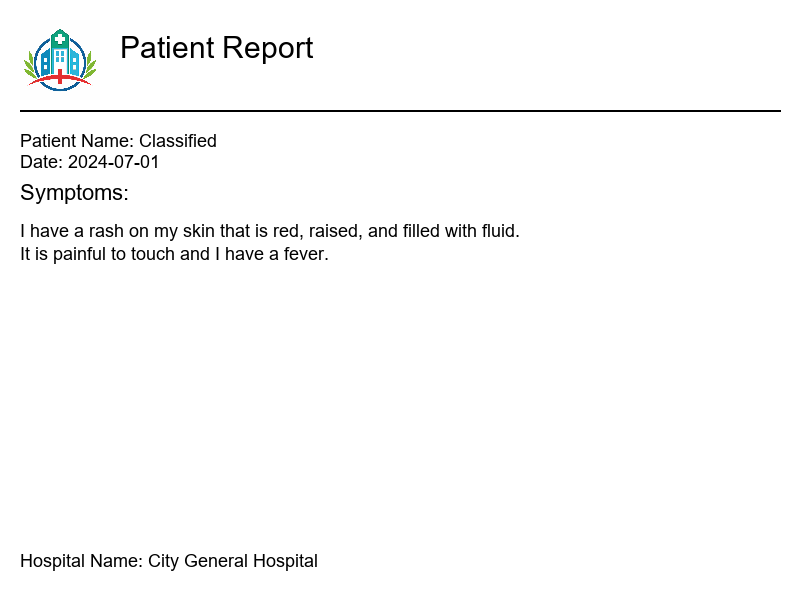 Patient Report
Patient Name: Classified
Date: 2024-07-01
Symptoms:
I have a rash on my skin that is red, raised, and filled with fluid.
It is painful to touch and I have a fever.
Hospital Name: City General Hospital